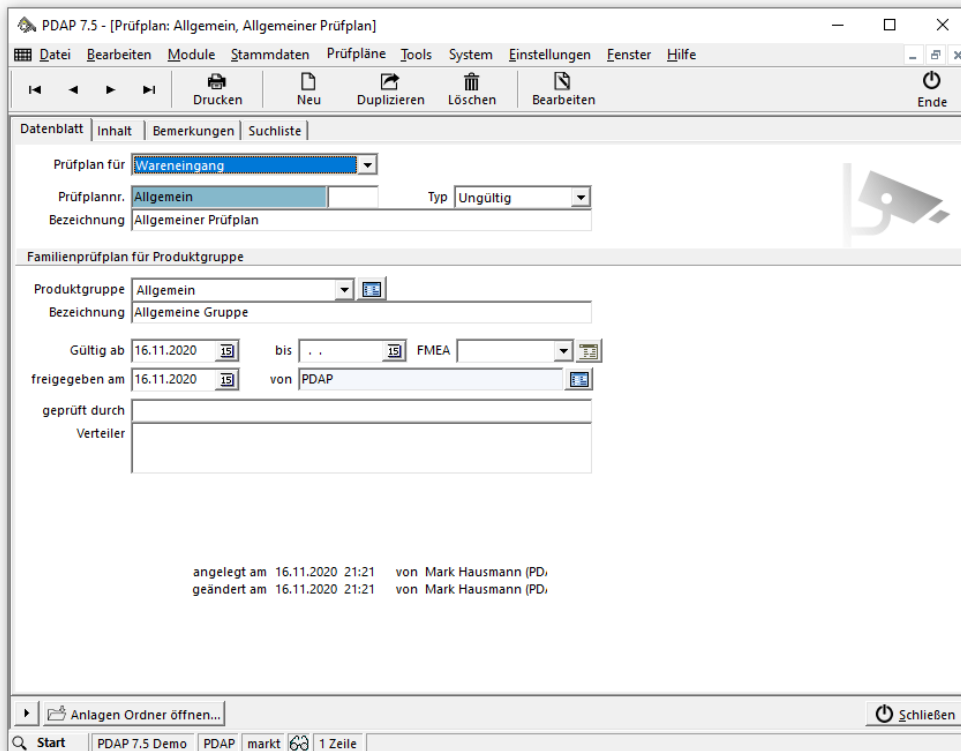 PDAP 7.5 - [Prüfplan: Allgemein, Allgemeiner Prüfplan]
Datei Bearbeiten Module Stammdaten Prüfpläne Tools System Einstellungen Fenster Hilfe
Drucken Neu Duplizieren Löschen Bearbeiten Ende
Datenblatt Inhalt Bemerkungen Suchliste
Prüfplan für Wareneingang
Prüfplannr. Allgemein Typ Ungültig
Bezeichnung Allgemeiner Prüfplan
Familienprüfplan für Produktgruppe
Produktgruppe Allgemein
Bezeichnung Allgemeine Gruppe
Gültig ab 16.11.2020 15 bis . . 15 FMEA
freigegeben am 16.11.2020 15 von PDAP
geprüft durch
Verteiler
angelegt am 16.11.2020 21:21 von Mark Hausmann (PD
geändert am 16.11.2020 21:21 von Mark Hausmann (PD
Anlagen Ordner öffnen... Schließen
Start PDAP 7.5 Demo PDAP markt 1 Zeile